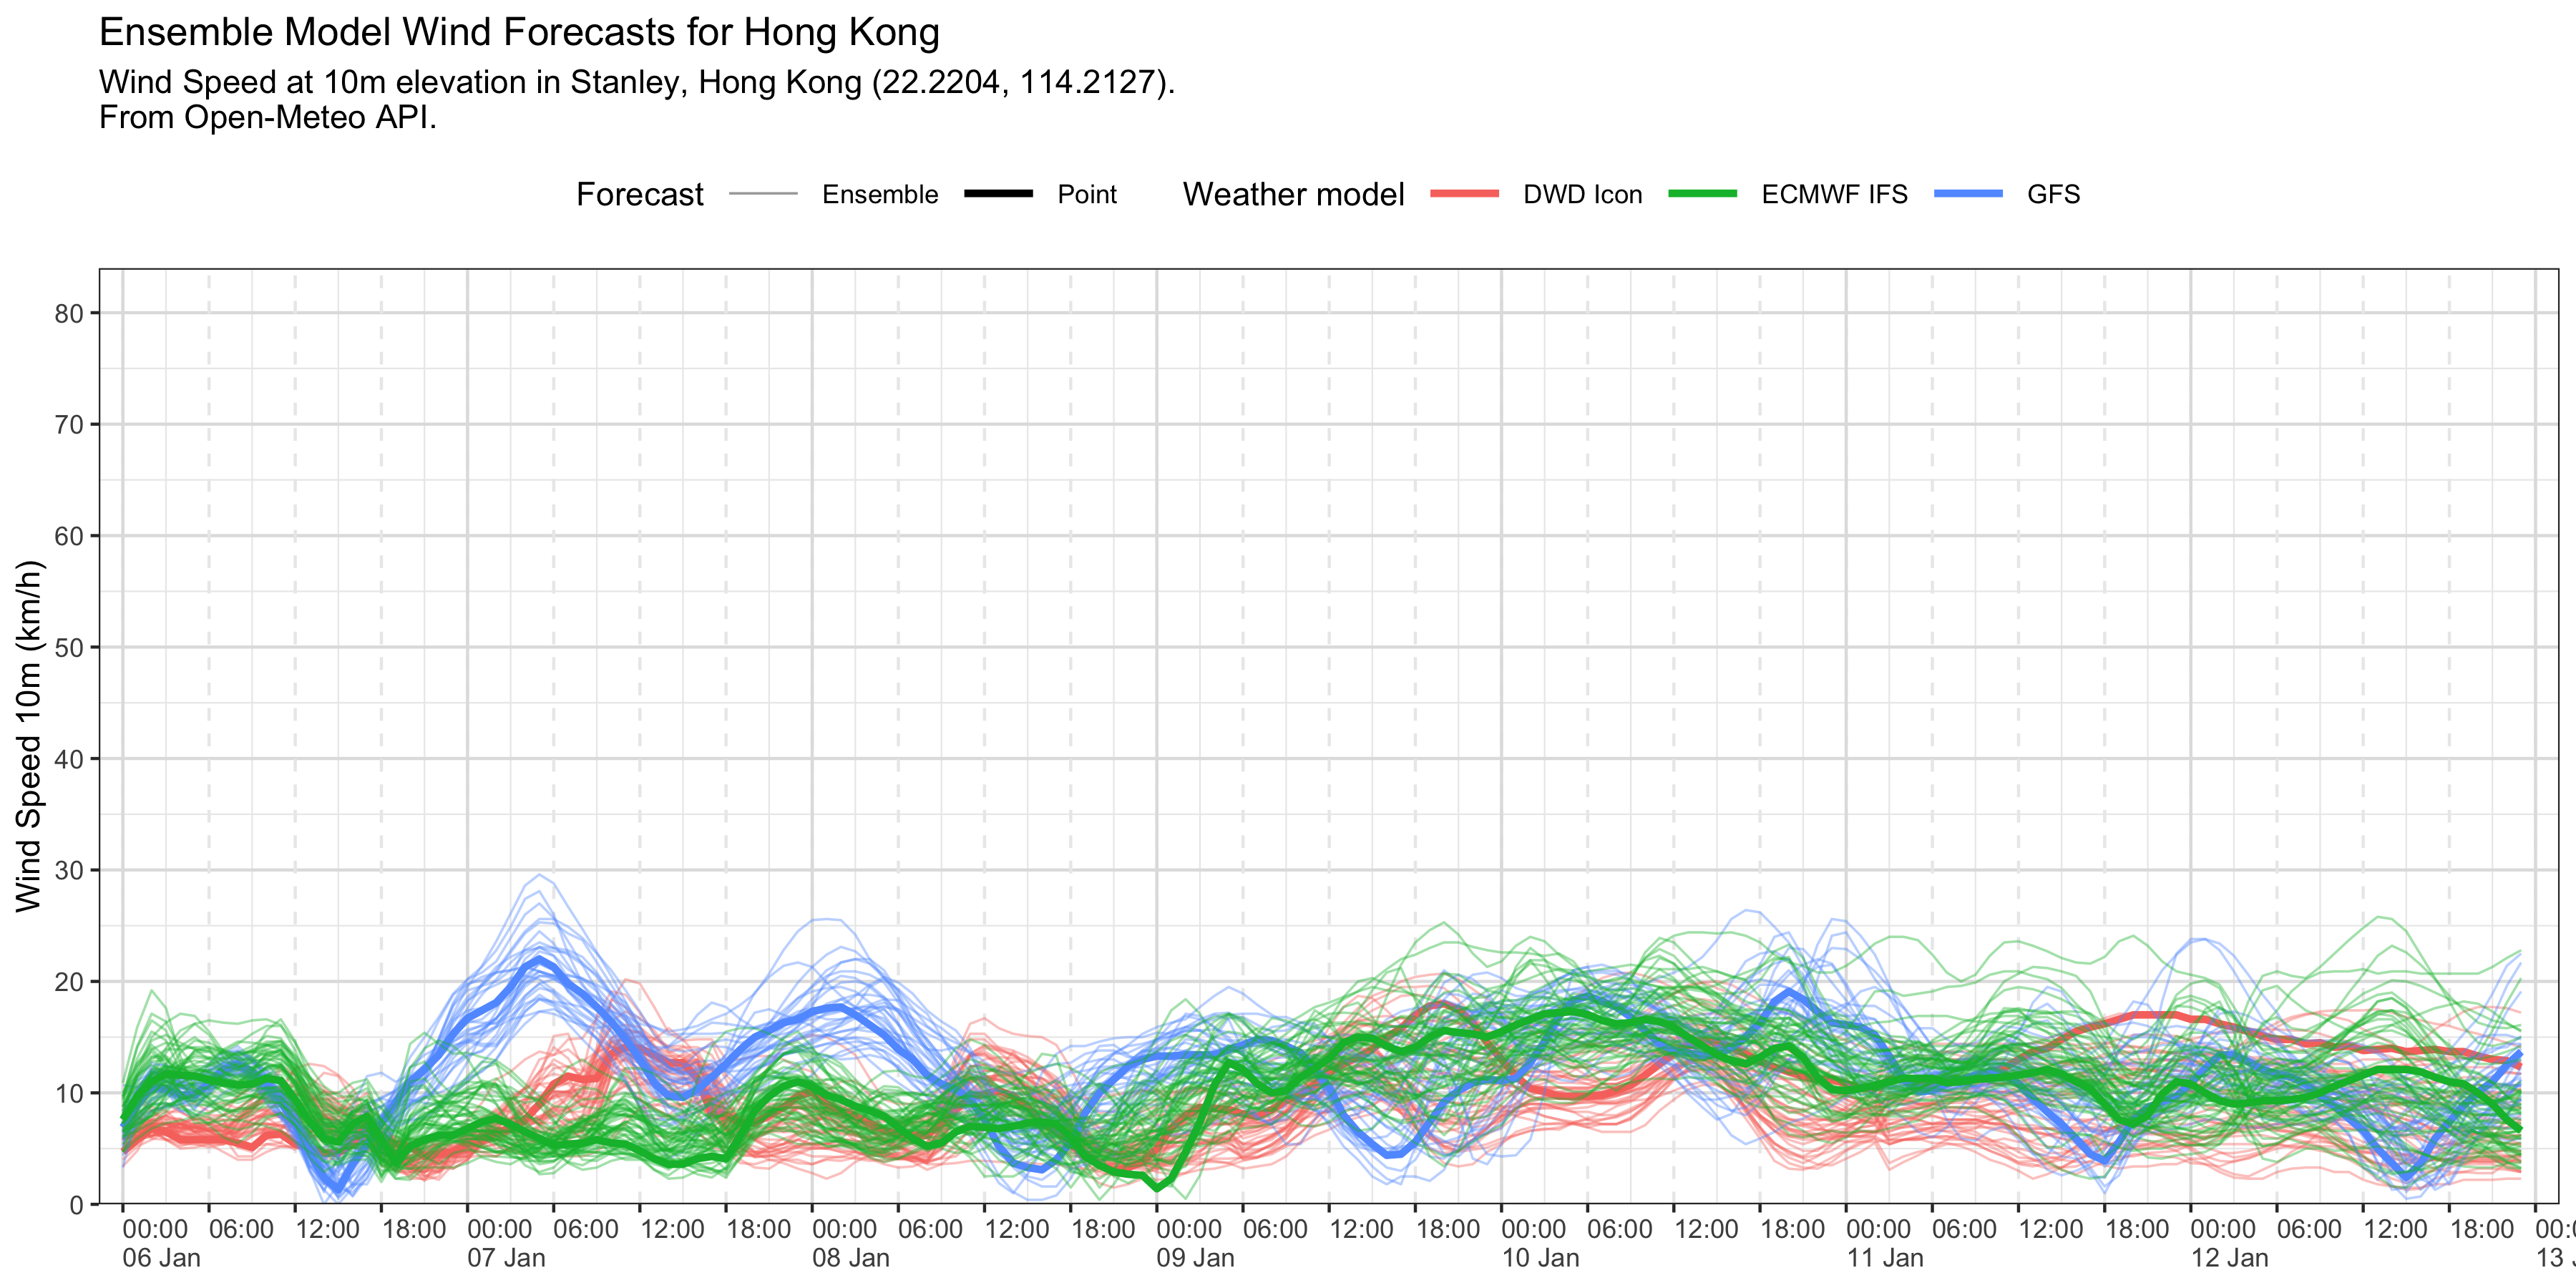 Ensemble Model Wind Forecasts for Hong Kong
Wind Speed at 10m elevation in Stanley, Hong Kong (22.2204, 114.2127).
From Open-Meteo API.
Forecast Ensemble Point Weather model DWD Icon ECMWF IFS GFS
Wind Speed 10m (km/h)
80
70
60
50
40
30
20
10
0
00:00 06:00 12:00 18:00 00:00 06:00 12:00 18:00 00:00 06:00 12:00 18:00 00:00 06:00 12:00 18:00 00:00 06:00 12:00 18:00 00:00 06:00 12:00 18:00 00:00 06:00 12:00 18:00 00:
06 Jan 07 Jan 08 Jan 09 Jan 10 Jan 11 Jan 12 Jan 13